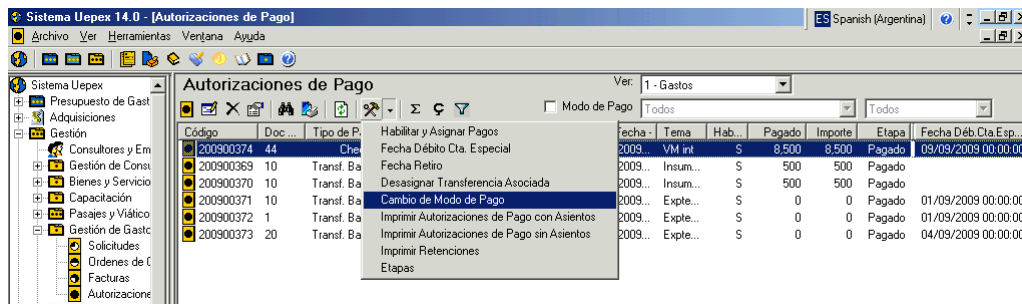 Sistema Uepex 14.0 - [Autorizaciones de Pago]
ES Spanish (Argentina)
Archivo Ver Herramientas Ventana Ayuda
Sistema Uepex
Presupuesto de Gast
Adquisiciones
Gestión
Consultores y Em
Gestión de Consu
Bienes y Servicio
Capacitación
Pasajes y Viático
Gestión de Gasto
Solicitudes
Ordenes de C
Facturas
Autorizacione
Autorizaciones de Pago
Ver: 1 - Gastos
Modo de Pago Todos Todos
Código Doc ... Tipo de P Fecha - Tema Hab... Pagado Importe Etapa Fecha Déb.Cta.Esp...
200900374 44 Che 2009... VM int S 8,500 8,500 Pagado 09/09/2009 00:00:00
200900369 10 Transf. Ba 2009... Insum... S 500 500 Pagado
200900370 10 Transf. Ba 2009... Insum... S 500 500 Pagado
200900371 10 Transf. Ba 2009... Expte... S 0 0 Pagado 01/09/2009 00:00:00
200900372 1 Transf. Ba 2009... Expte... S 0 0 Pagado 01/09/2009 00:00:00
200900373 20 Transf. Ba 2009... Expte... S 0 0 Pagado 04/09/2009 00:00:00
Habilitar y Asignar Pagos
Fecha Débito Cta. Especial
Fecha Retiro
Desasignar Transferencia Asociada
Cambio de Modo de Pago
Imprimir Autorizaciones de Pago con Asientos
Imprimir Autorizaciones de Pago sin Asientos
Imprimir Retenciones
Etapas